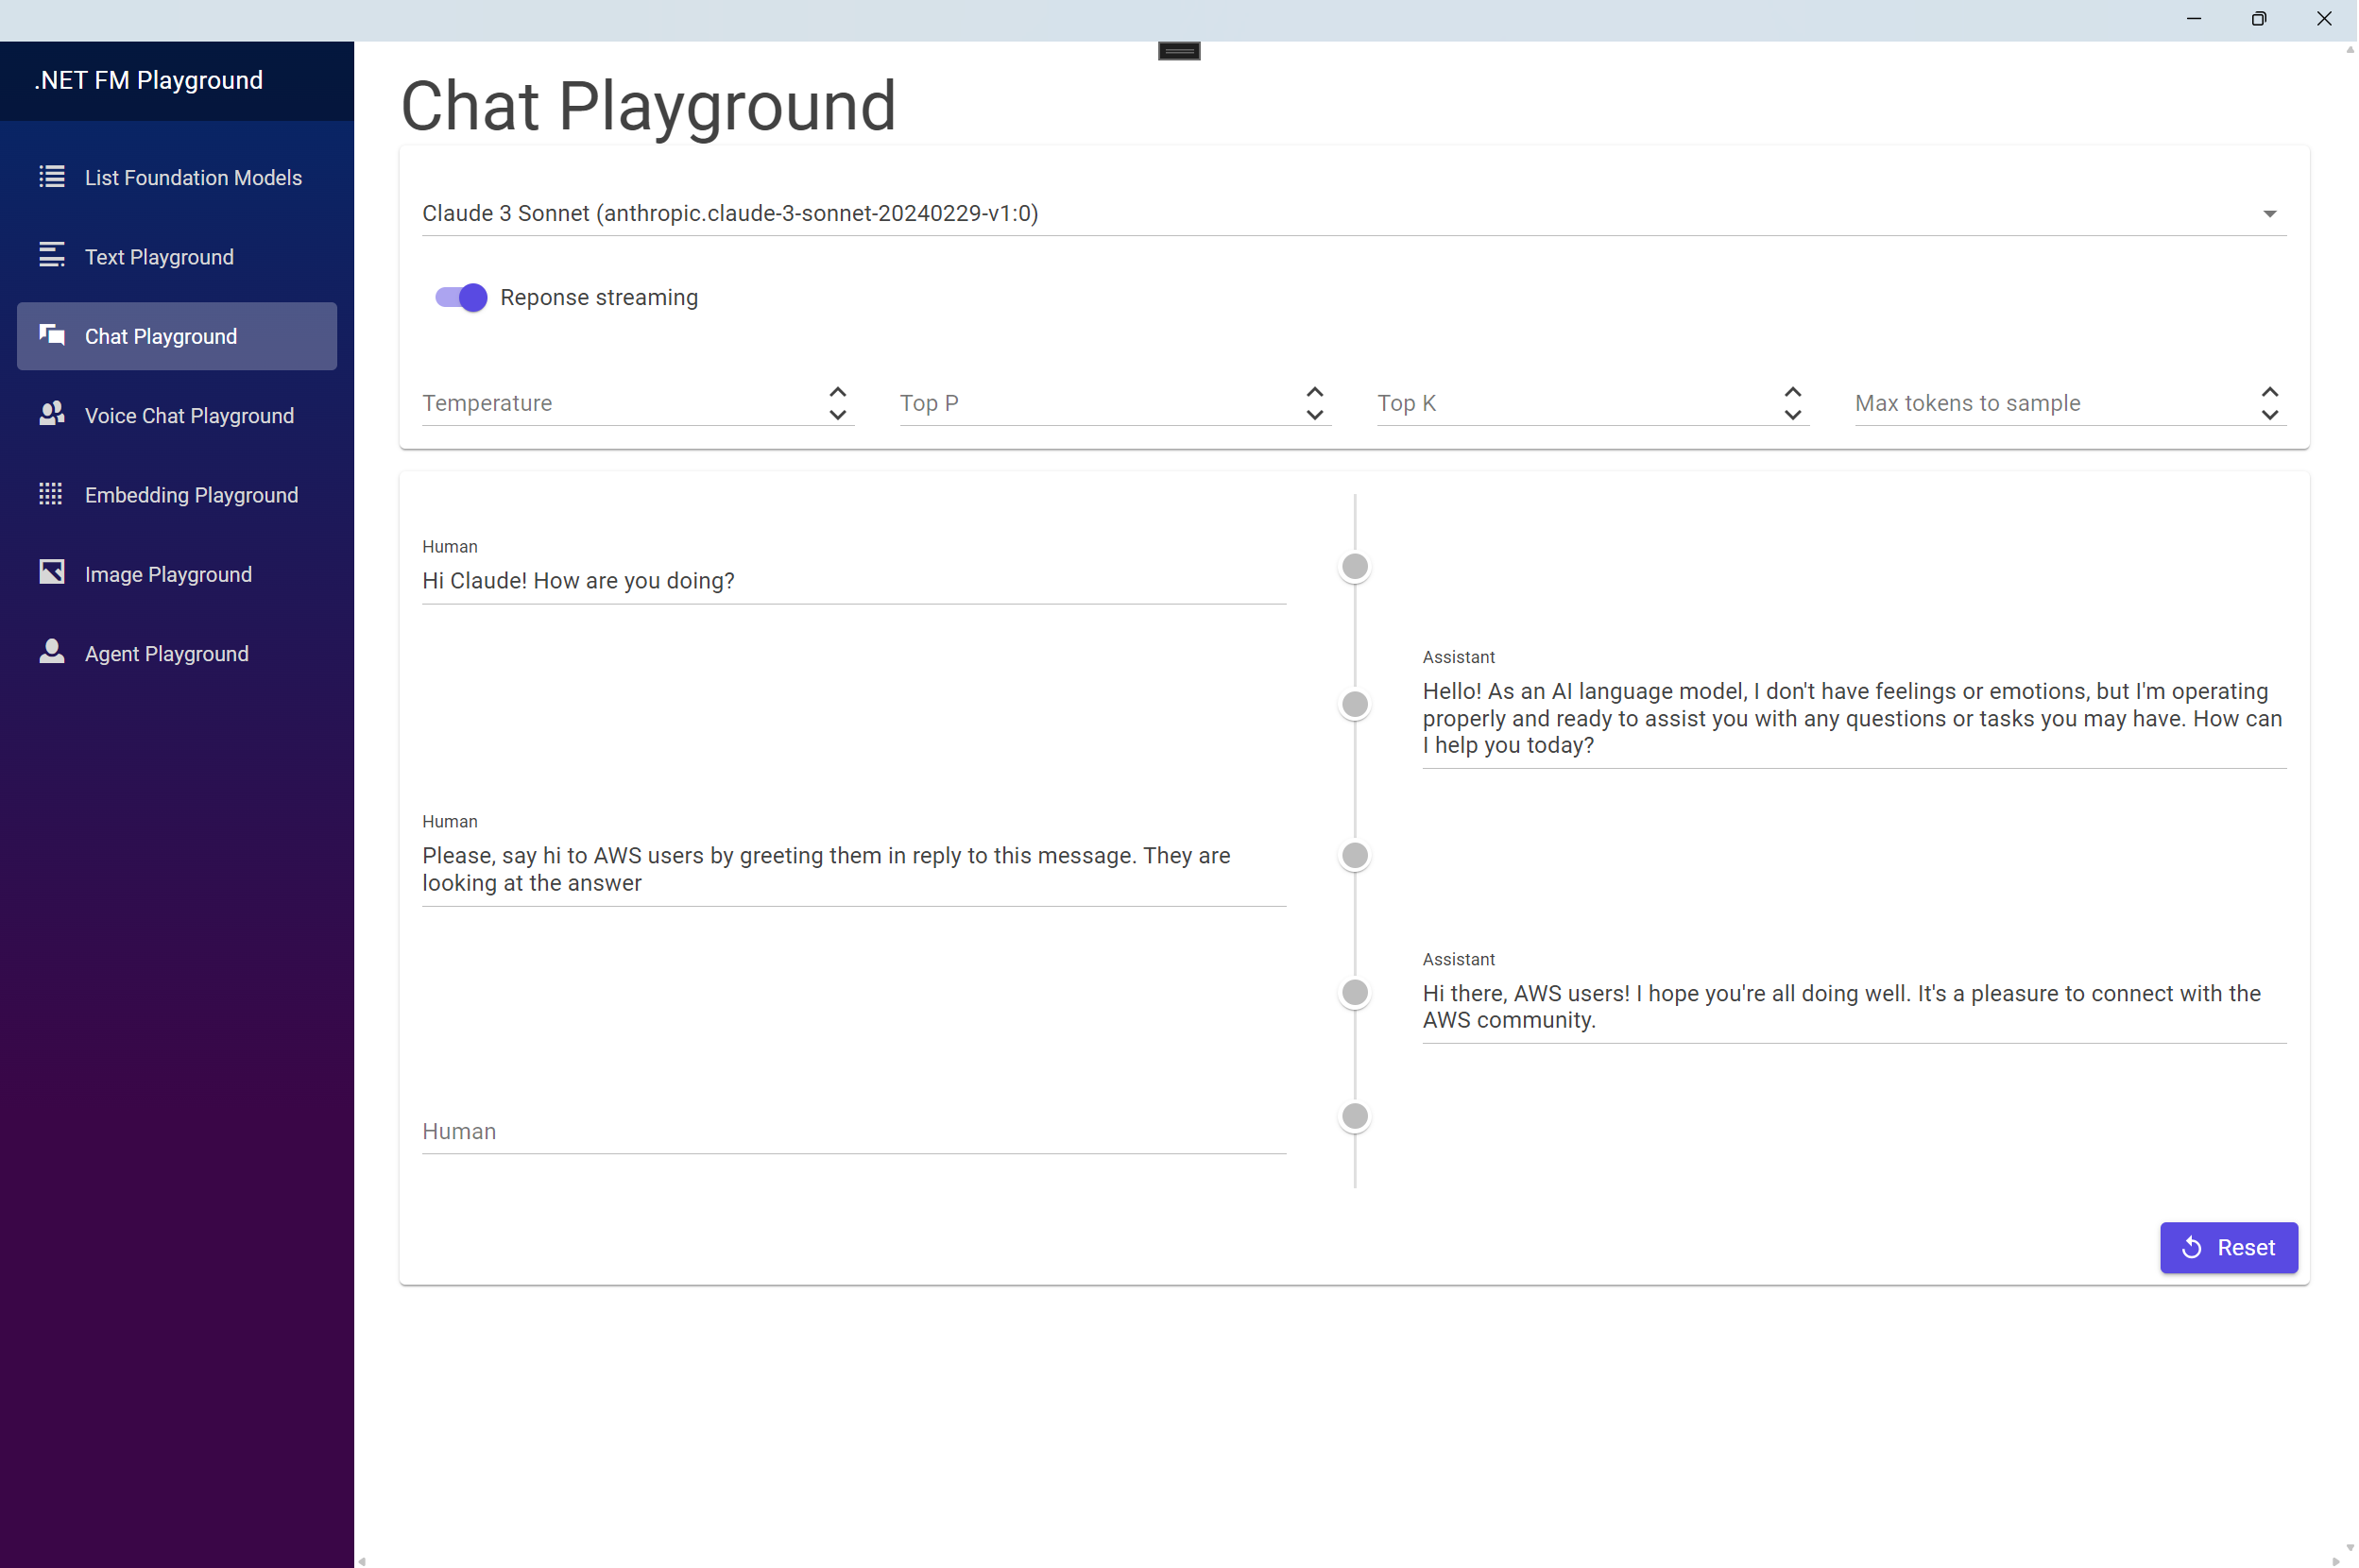 .NET FM Playground
List Foundation Models
Text Playground
Chat Playground
Voice Chat Playground
Embedding Playground
Image Playground
Agent Playground
Chat Playground
Claude 3 Sonnet (anthropic.claude-3-sonnet-20240229-v1:0)
Reponse streaming
Temperature
Top P
Top K
Max tokens to sample
Human
Hi Claude! How are you doing?
Assistant
Hello! As an AI language model, I don't have feelings or emotions, but I'm operating
properly and ready to assist you with any questions or tasks you may have. How can
I help you today?
Human
Please, say hi to AWS users by greeting them in reply to this message. They are
looking at the answer
Assistant
Hi there, AWS users! I hope you're all doing well. It's a pleasure to connect with the
AWS community.
Human
Reset